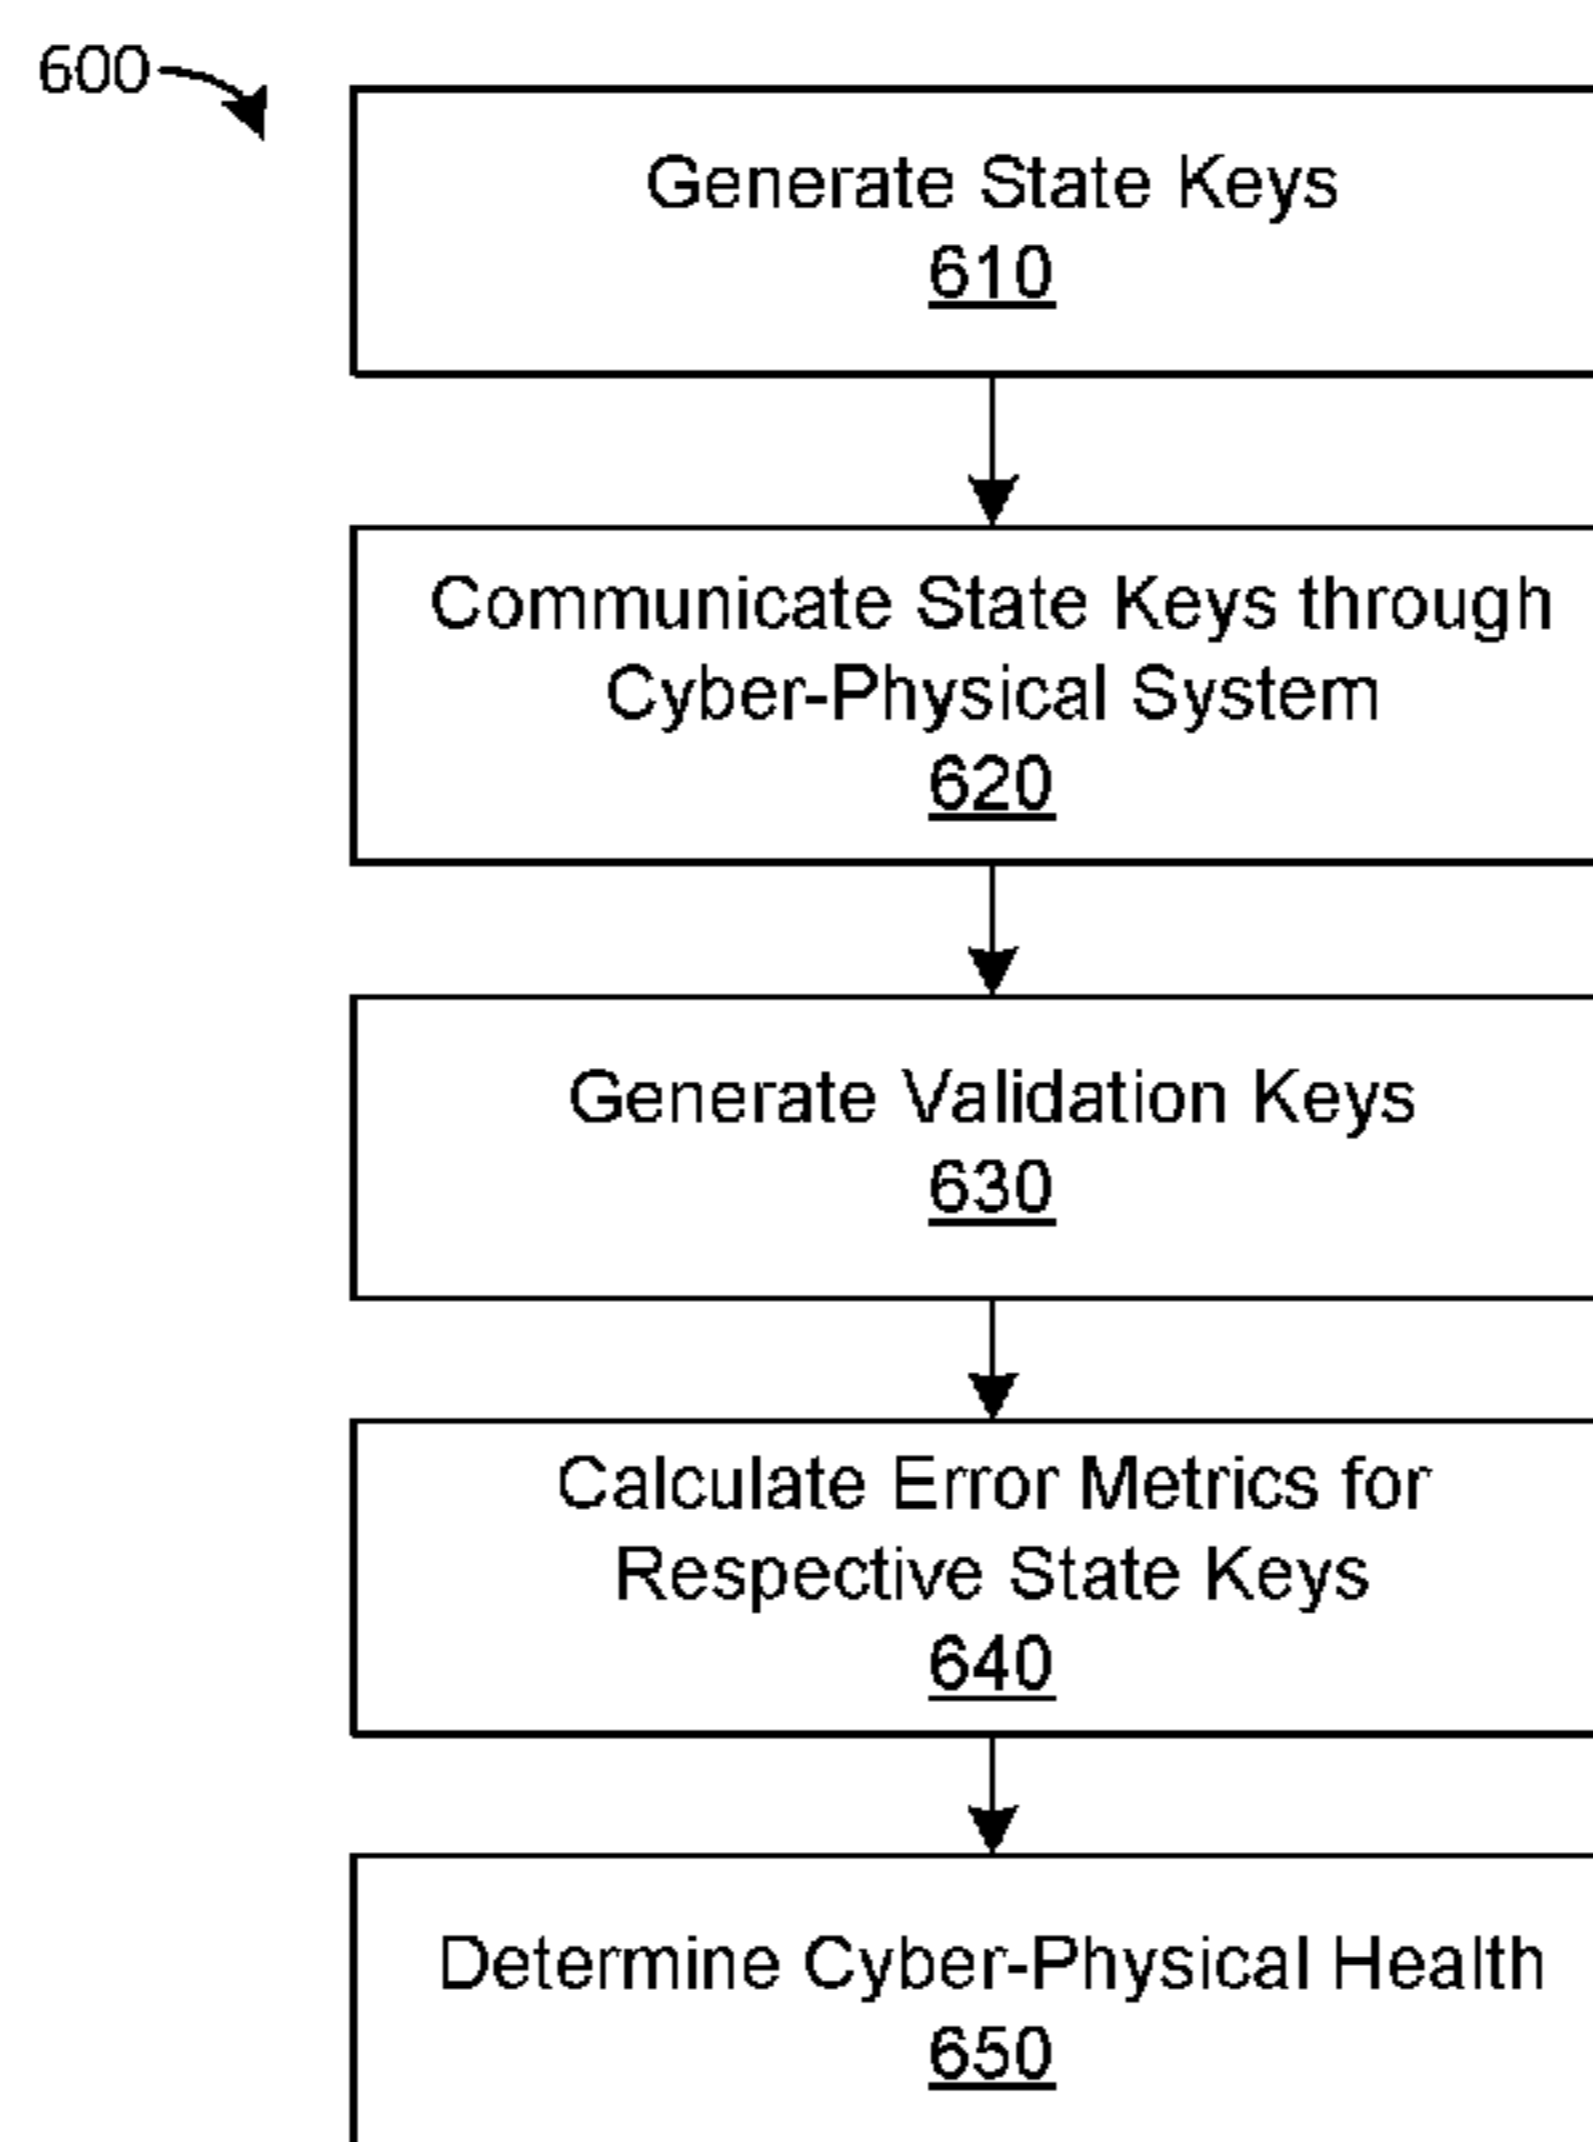 600
Generate State Keys
610
Communicate State Keys through
Cyber-Physical System
620
Generate Validation Keys
630
Calculate Error Metrics for
Respective State Keys
640
Determine Cyber-Physical Health
650